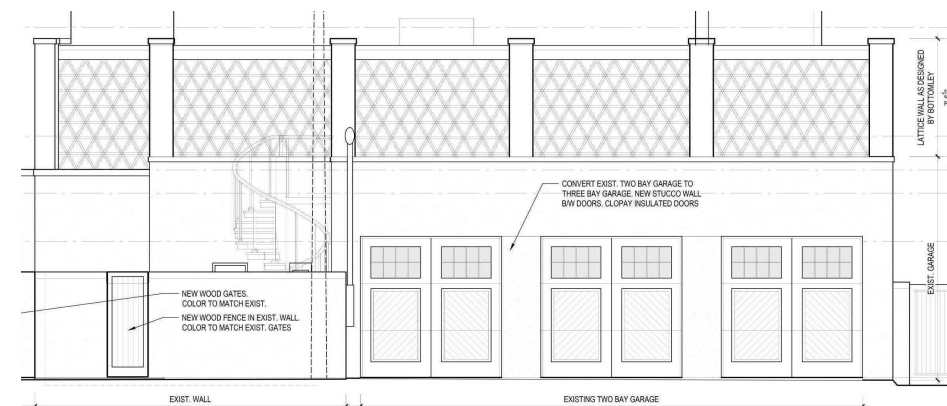 LATTICE WALL AS DESIGNED
BY BOTTOMLEY
CONVERT EXIST. TWO BAY GARAGE TO
THREE BAY GARAGE. NEW STUCCO WALL
B/W DOORS. CLOPAY INSULATED DOORS
EXIST. GARAGE
NEW WOOD GATES.
COLOR TO MATCH EXIST.
NEW WOOD FENCE IN EXIST. WALL.
COLOR TO MATCH EXIST. GATES
EXIST. WALL
EXISTING TWO BAY GARAGE